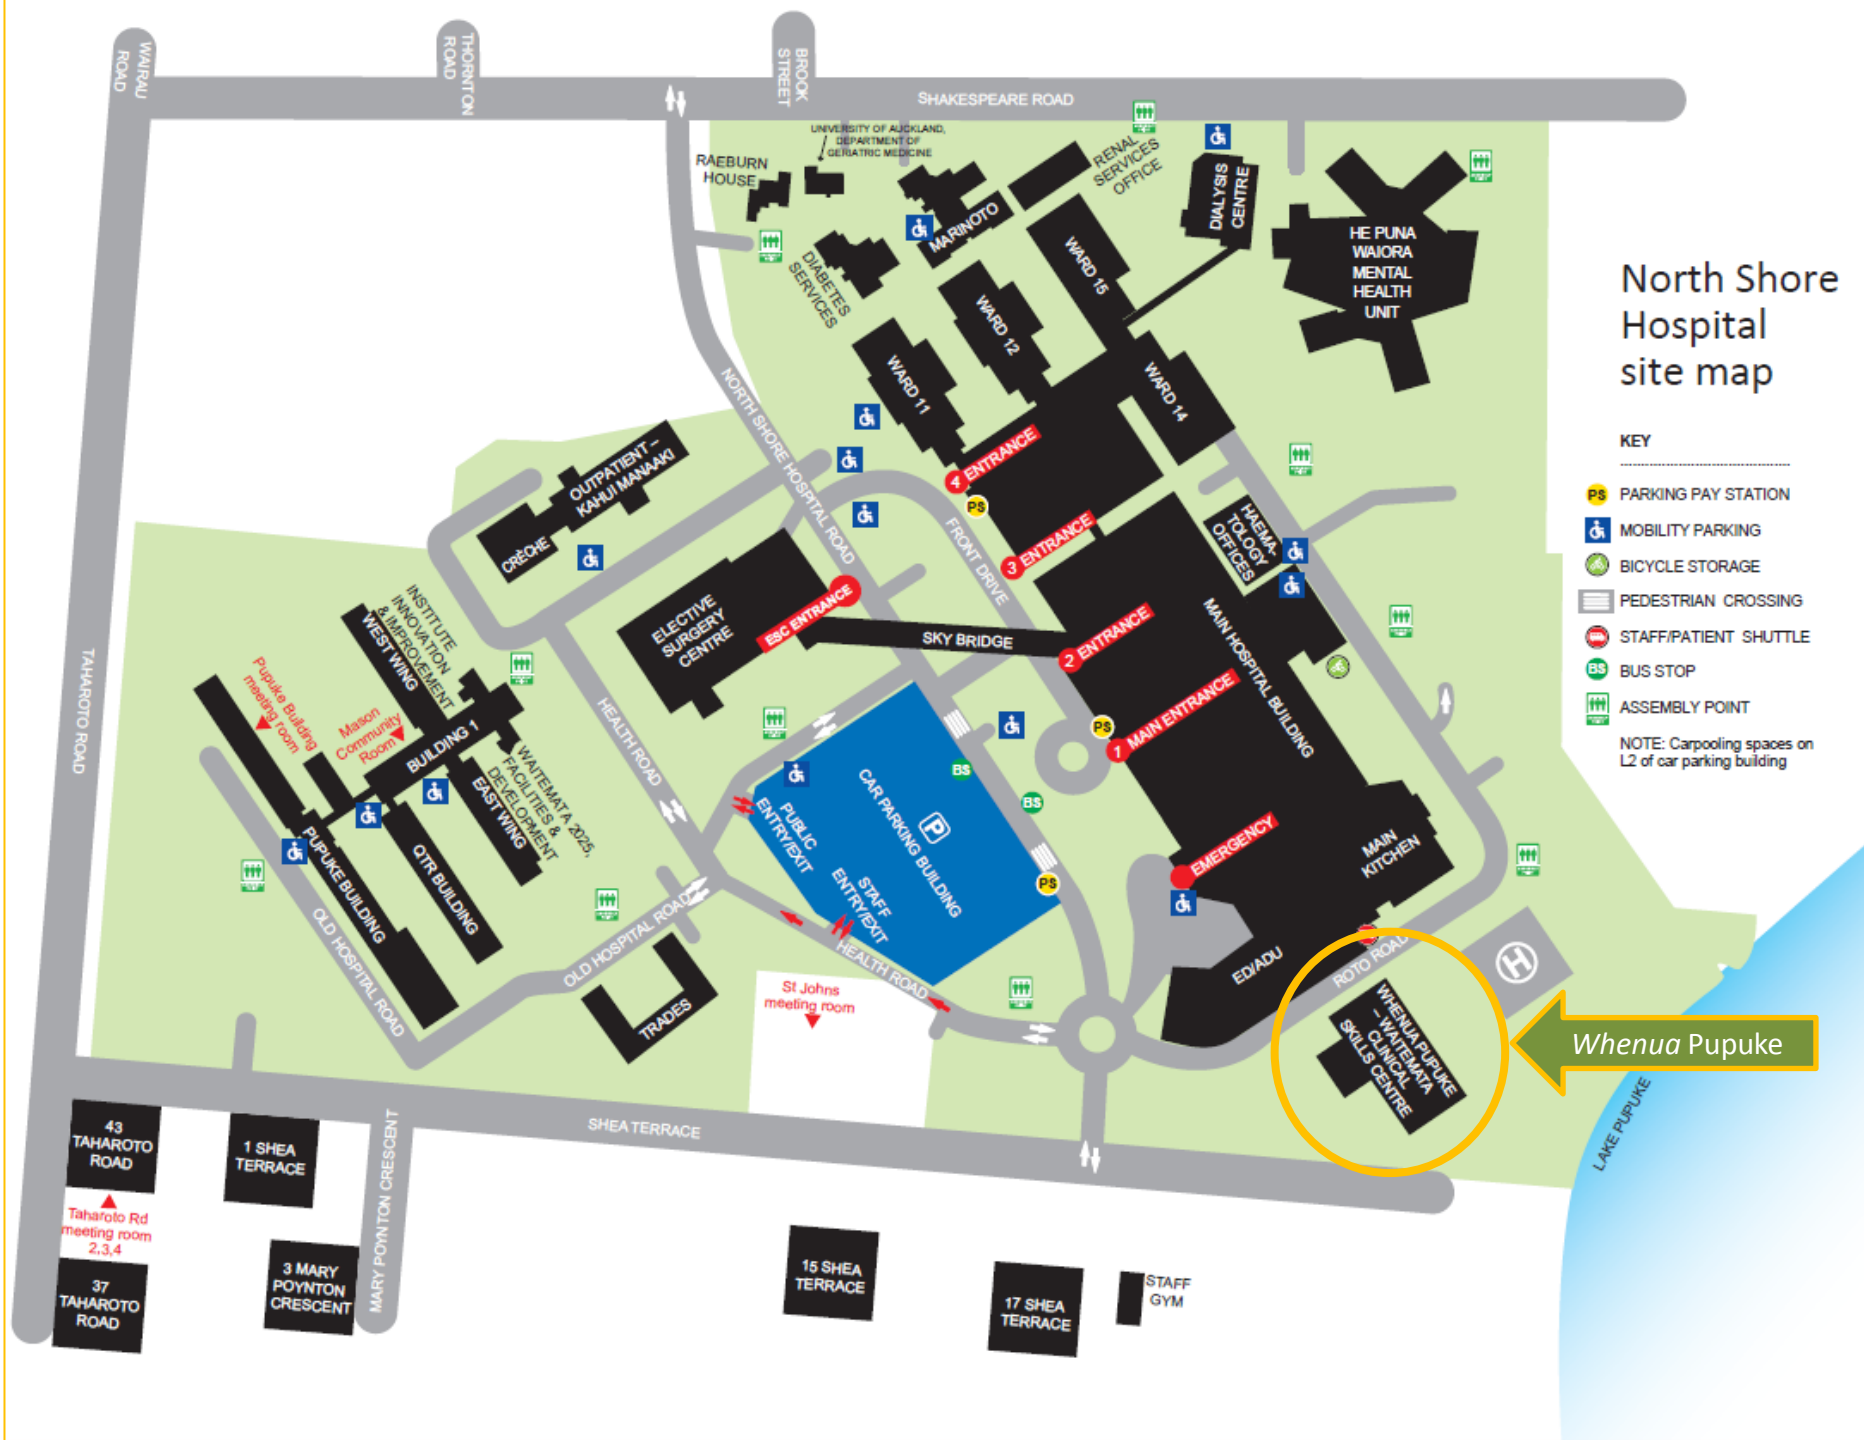 WAIRAU
ROAD
THORNTON
ROAD
BROOK
STREET
SHAKESPEARE ROAD
UNIVERSITY OF AUCKLAND,
DEPARTMENT OF
GERIATRIC MEDICINE
RAEBURN
HOUSE
RENAL
SERVICES
OFFICE
DIALYSIS
CENTRE
MARINOTO
DIABETES
SERVICES
WARD 15
WARD 12
WARD 11
WARD 14
HE PUNA
WAIORA
MENTAL
HEALTH
UNIT
North Shore
Hospital
site map
KEY
PS PARKING PAY STATION
MOBILITY PARKING
BICYCLE STORAGE
PEDESTRIAN CROSSING
STAFF/PATIENT SHUTTLE
BS BUS STOP
ASSEMBLY POINT
NOTE: Carpooling spaces on
L2 of car parking building
NORTH SHORE HOSPITAL ROAD
OUTPATIENT –
KAHUI MANAAKI
CRÈCHE
4 ENTRANCE
PS
3 ENTRANCE
FRONT DRIVE
HAEMA-
TOLOGY
OFFICES
ELECTIVE
SURGERY
CENTRE
ESC ENTRANCE
SKY BRIDGE
2 ENTRANCE
MAIN HOSPITAL BUILDING
PS
1 MAIN ENTRANCE
INSTITUTE
INNOVATION
& IMPROVEMENT
WEST WING
Pupuke Building
meeting room
Mason
Community
Room
BUILDING 1
WAITEMATA 2025,
FACILITIES &
DEVELOPMENT
EAST WING
TAHAROTO ROAD
HEALTH ROAD
PUPUKE BUILDING
QTR BUILDING
OLD HOSPITAL ROAD
OLD HOSPITAL ROAD
TRADES
CAR PARKING BUILDING
P
PUBLIC
ENTRY/EXIT
STAFF
ENTRY/EXIT
BS
BS
PS
EMERGENCY
MAIN
KITCHEN
ED/ADU
ROTO ROAD
H
HEALTH ROAD
St Johns
meeting room
WHENUA PUPUKE
– WAITEMATA
CLINICAL
SKILLS CENTRE
Whenua Pupuke
LAKE PUPUKE
SHEA TERRACE
43
TAHAROTO
ROAD
1 SHEA
TERRACE
MARY POYNTON CRESCENT
Taharoto Rd
meeting room
2,3,4
37
TAHAROTO
ROAD
3 MARY
POYNTON
CRESCENT
15 SHEA
TERRACE
17 SHEA
TERRACE
STAFF
GYM